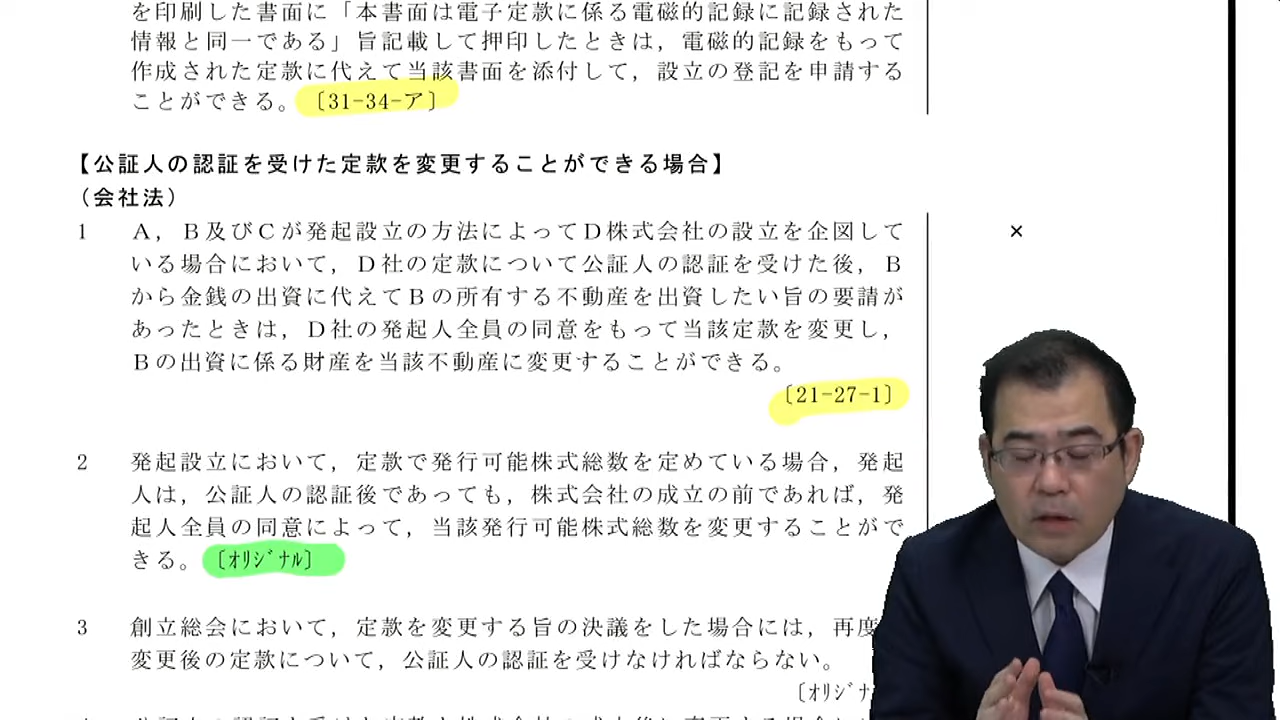 を印刷した書面に「本書面は電子定款に係る電磁的記録に記録された
情報と同一である」旨記載して押印したときは，電磁的記録をもって
作成された定款に代えて当該書面を添付して，設立の登記を申請する
ことができる。〔31-34-ア〕
【公証人の認証を受けた定款を変更することができる場合】
（会社法）
1 Ａ，Ｂ及びＣが発起設立の方法によってＤ株式会社の設立を企図して ×
いる場合において，Ｄ社の定款について公証人の認証を受けた後，Ｂ
から金銭の出資に代えてＢの所有する不動産を出資したい旨の要請が
あったときは，Ｄ社の発起人全員の同意をもって当該定款を変更し，
Ｂの出資に係る財産を当該不動産に変更することができる。
〔21-27-1〕
2 発起設立において，定款で発行可能株式総数を定めている場合，発起
人は，公証人の認証後であっても，株式会社の成立の前であれば，発
起人全員の同意によって，当該発行可能株式総数を変更することがで
きる。〔ｵﾘｼﾞﾅﾙ〕
3 創立総会において，定款を変更する旨の決議をした場合には，再度
変更後の定款について，公証人の認証を受けなければならない。
〔ｵﾘｼﾞﾅ